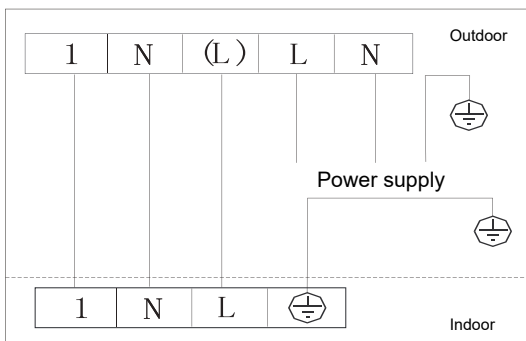 Outdoor
1 N (L) L N
Power supply
1 N L
Indoor